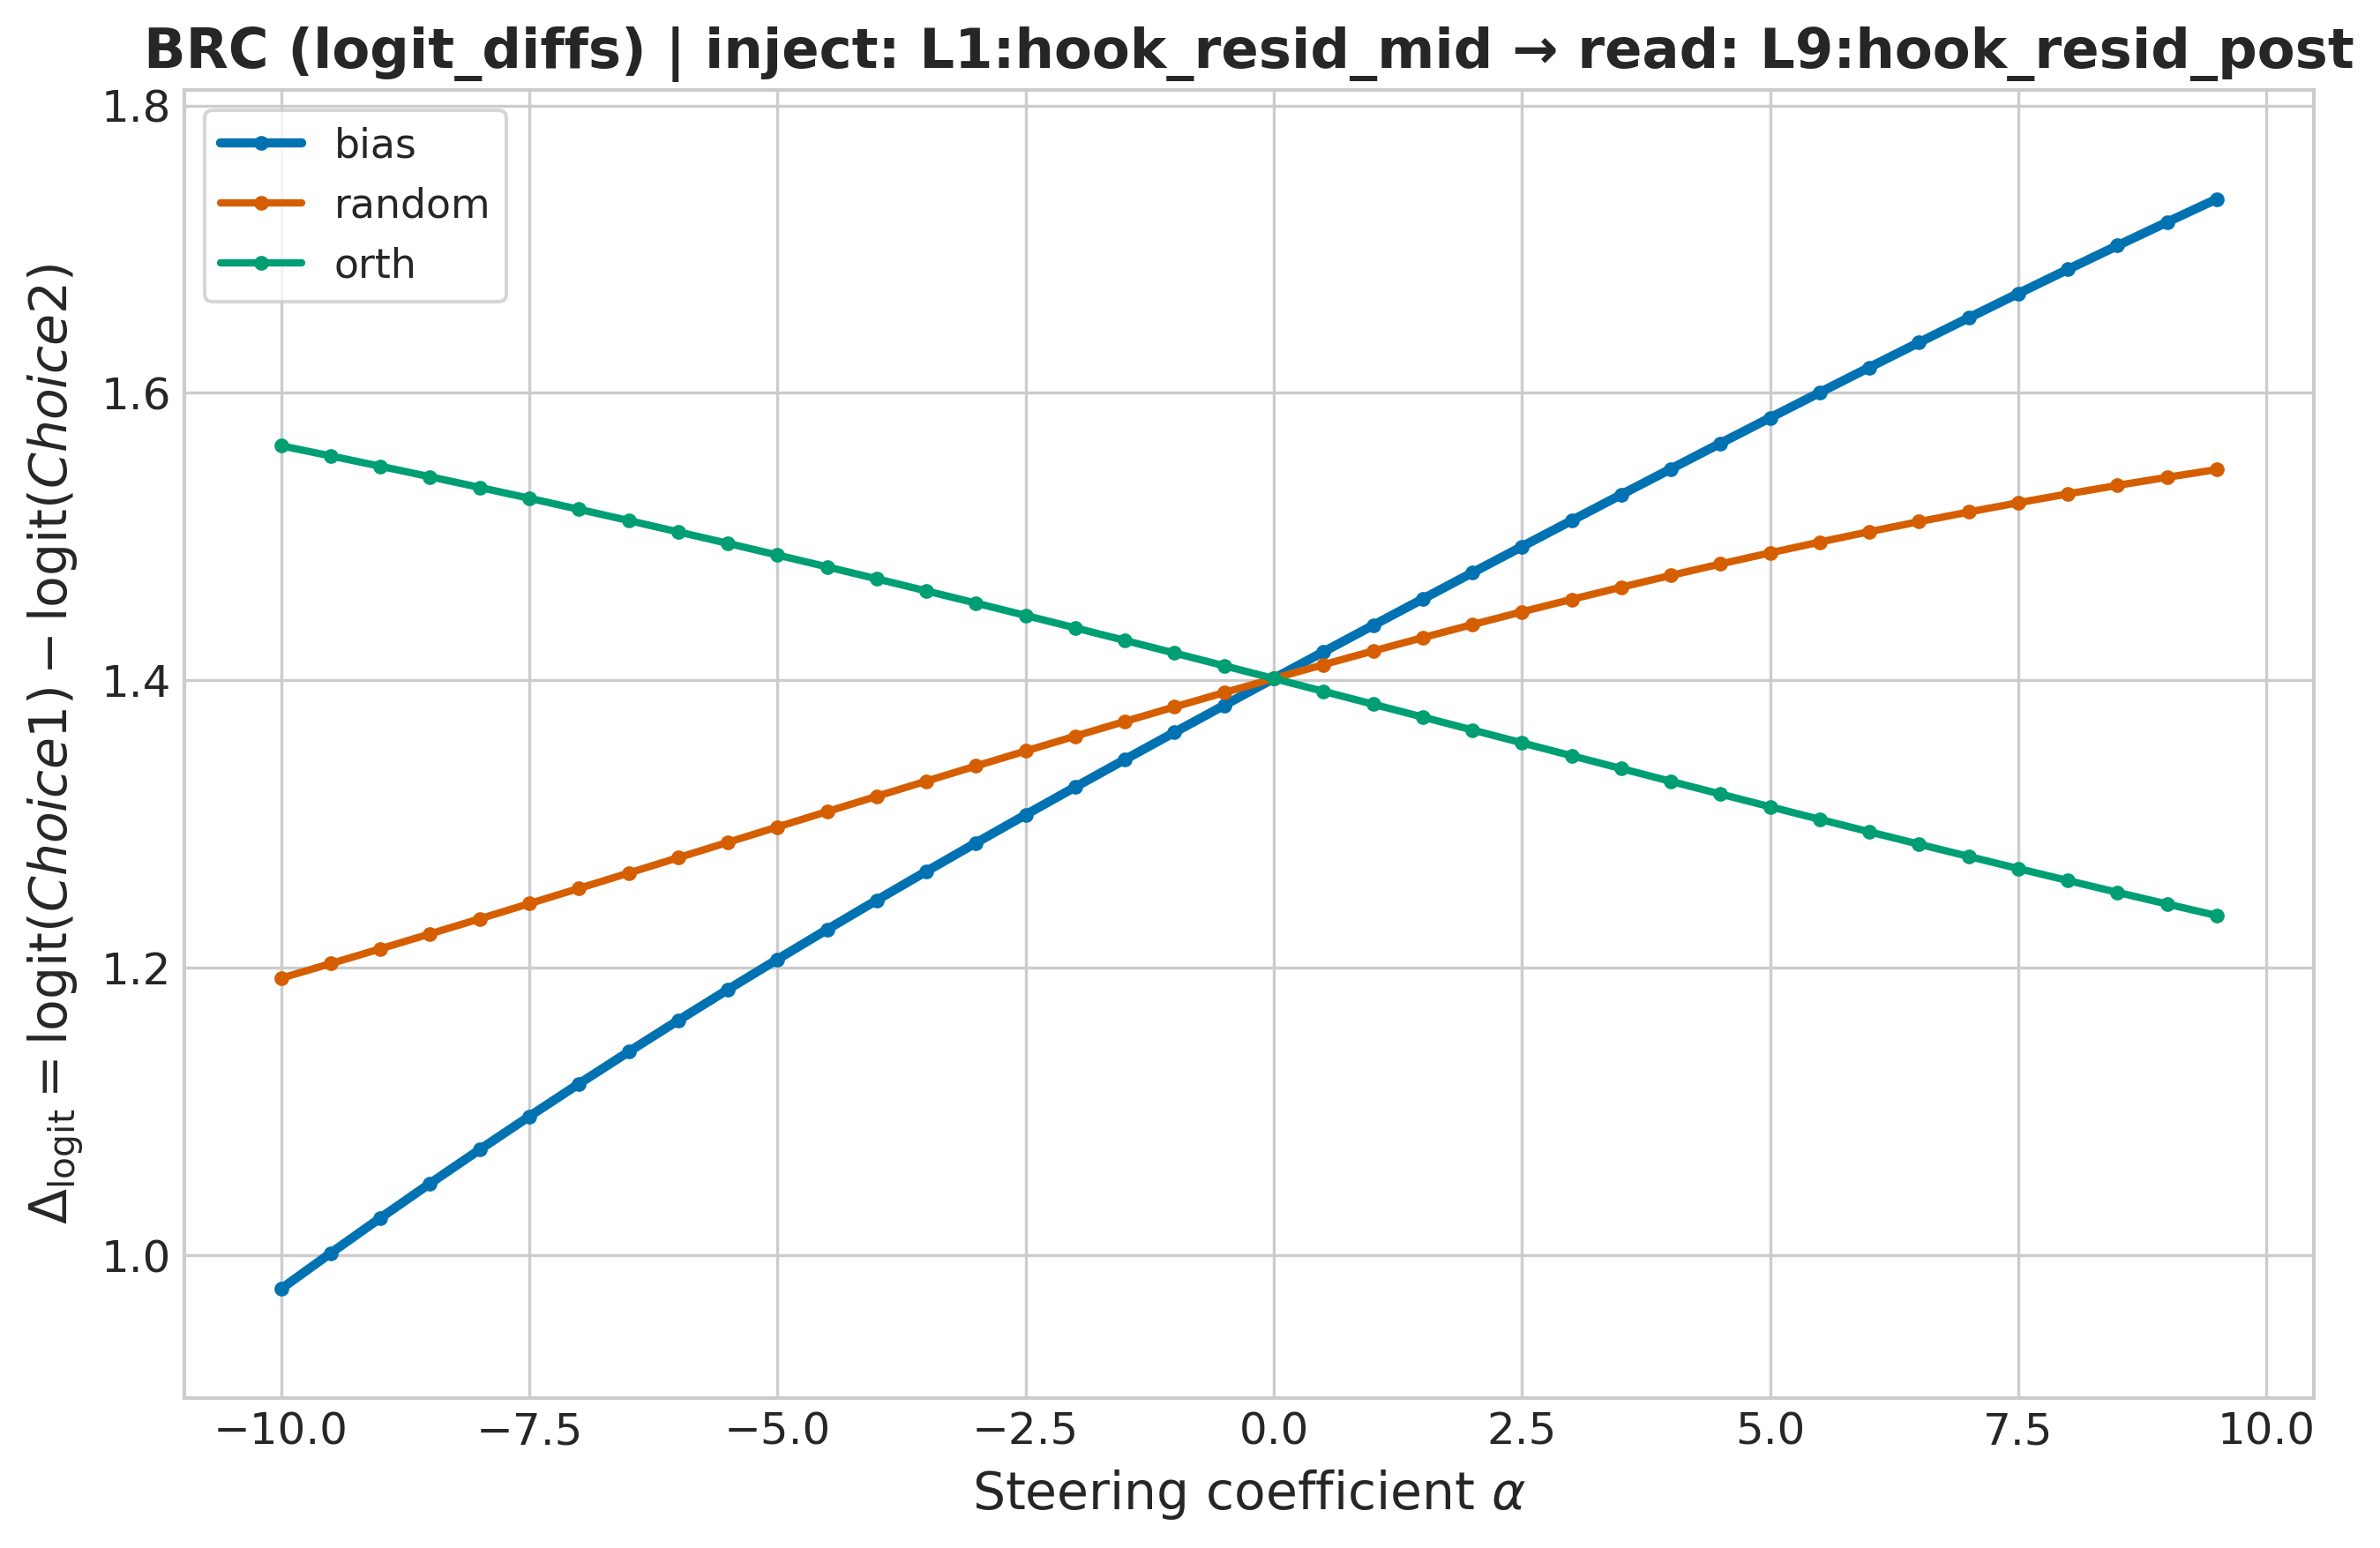 BRC (logit_diffs) | inject: L1:hook_resid_mid → read: L9:hook_resid_post
Δlogit = logit(Choice1) − logit(Choice2)
1.8
1.6
1.4
1.2
1.0
bias
random
orth
−10.0 −7.5 −5.0 −2.5 0.0 2.5 5.0 7.5 10.0
Steering coefficient α